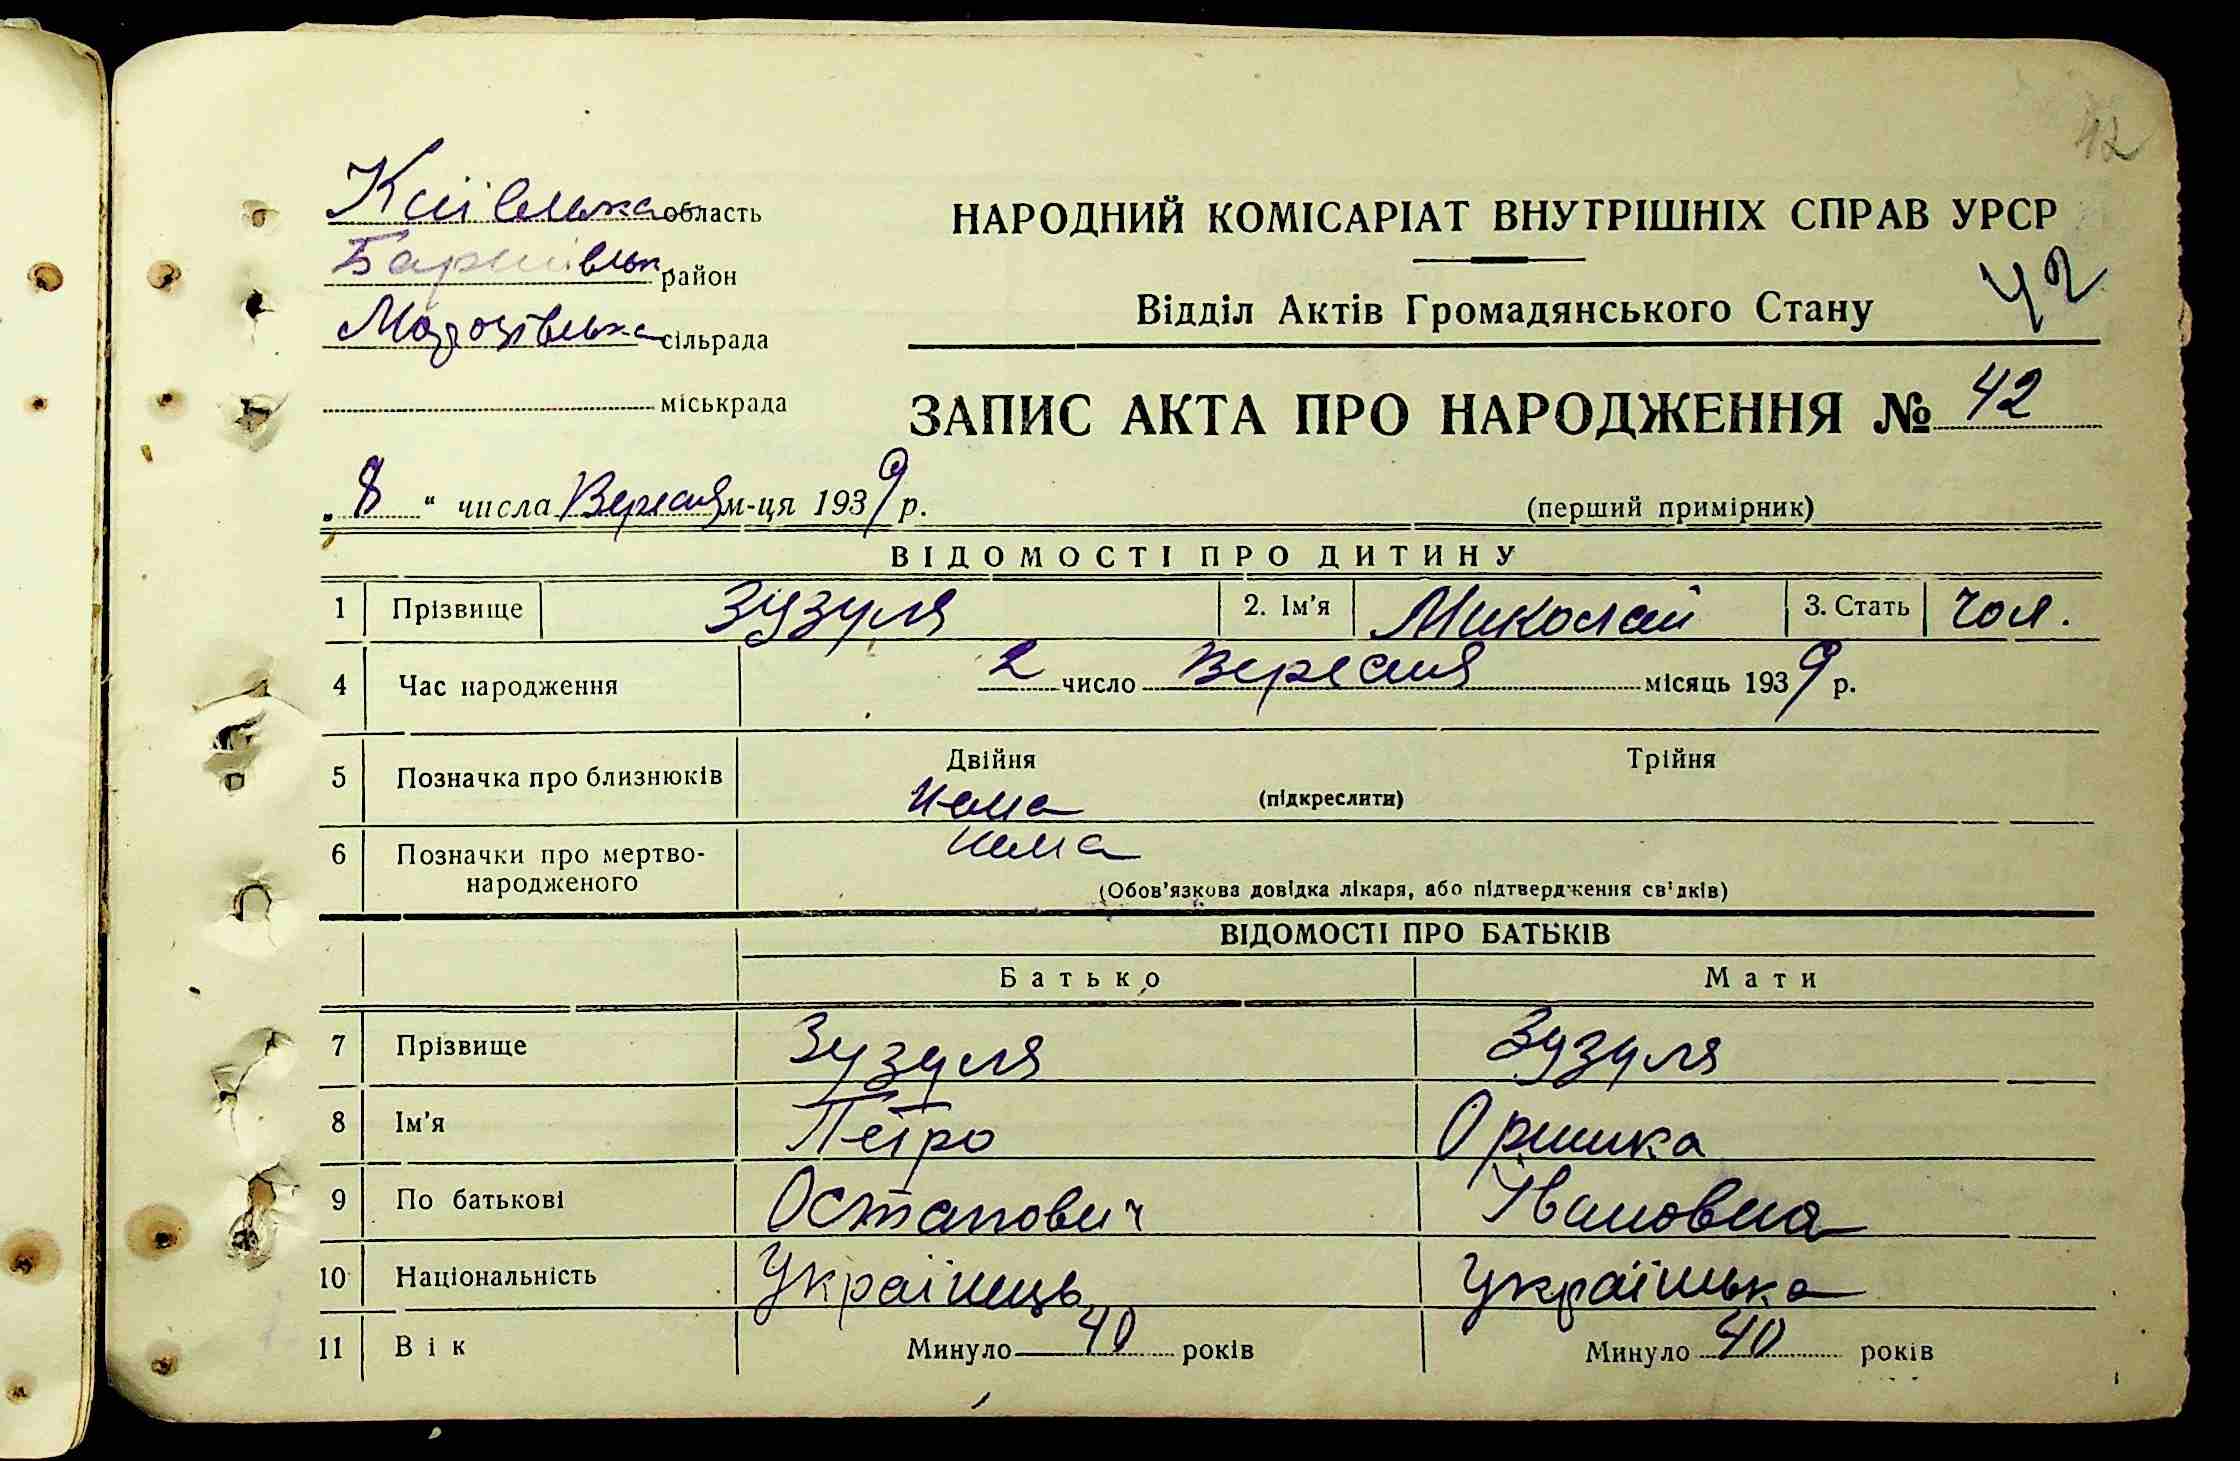 42
Київська область
НАРОДНИЙ КОМІСАРІАТ ВНУТРІШНІХ СПРАВ УРСР
район
42
Відділ Актів Громадянського Стану
сільрада
міськрада
ЗАПИС АКТА ПРО НАРОДЖЕННЯ № 42
„8“ числа Вересня м-ця 1939 р.
(перший примірник)
ВІДОМОСТІ ПРО ДИТИНУ
1 Прізвище Зузуля 2. Ім’я Миколай 3. Стать чол.
4 Час народження 2 число Вересня місяць 1939 р.
5 Позначка про близнюків Двійня Трійня
нема (підкреслити)
6 Позначки про мертво- нема
народженого (Обов’язкова довідка лікаря, або підтвердження свідків)
ВІДОМОСТІ ПРО БАТЬКІВ
Батько Мати
7 Прізвище Зузуля Зузуля
8 Ім’я Петро Оришка
9 По батькові Остапович Івановна
10 Національність Українець Українька
11 Вік Минуло 40 років Минуло 40 років